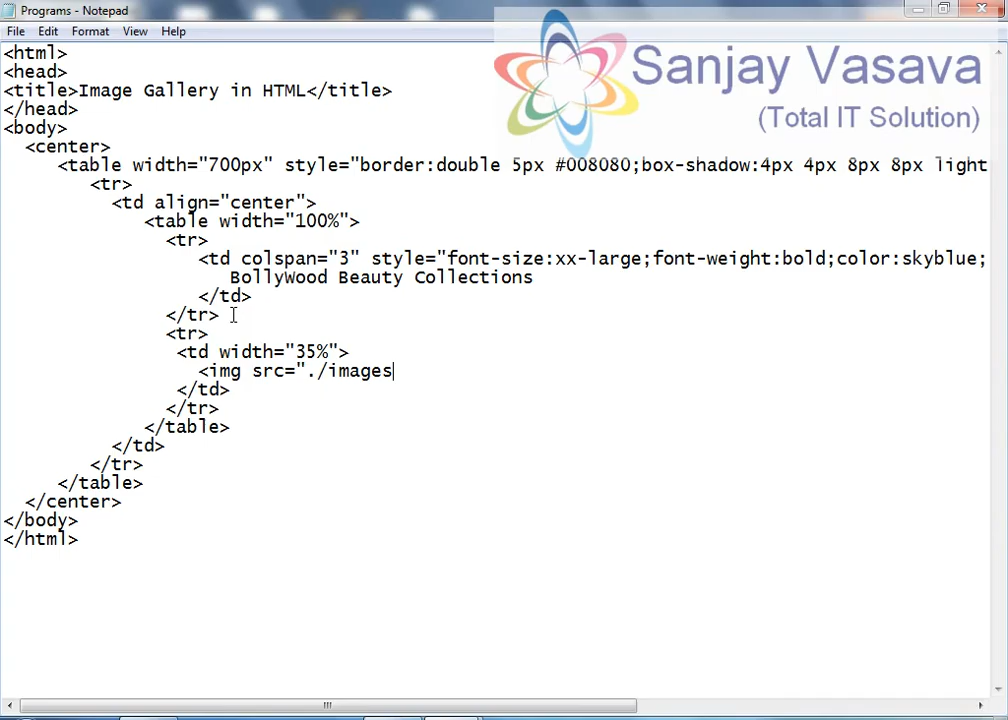 Programs - Notepad
File Edit Format View Help
Sanjay Vasava
(Total IT Solution)
<html>
<head>
<title>Image Gallery in HTML</title>
</head>
<body>
<center>
<table width="700px" style="border:double 5px #008080;box-shadow:4px 4px 8px 8px light
<tr>
<td align="center">
<table width="100%">
<tr>
<td colspan="3" style="font-size:xx-large;font-weight:bold;color:skyblue;
BollyWood Beauty Collections
</td>
</tr>
<tr>
<td width="35%">
<img src="./images
</td>
</tr>
</table>
</td>
</tr>
</table>
</center>
</body>
</html>